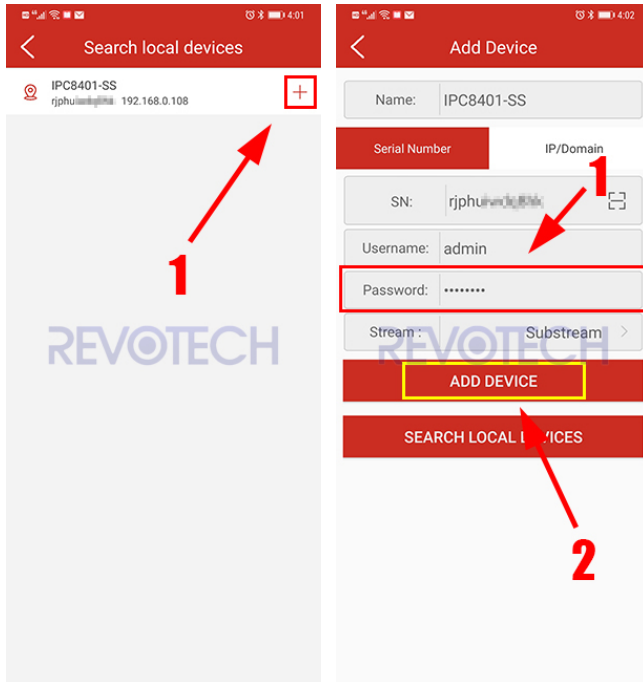 4:01
Search local devices
IPC8401-SS
rjphu 192.168.0.108
1
REVOTECH
4:02
Add Device
Name: IPC8401-SS
Serial Number IP/Domain
1
SN: rjphu
Username: admin
Password: ••••••••
Stream : Substream
REVOTECH
ADD DEVICE
SEARCH LOCAL DEVICES
2